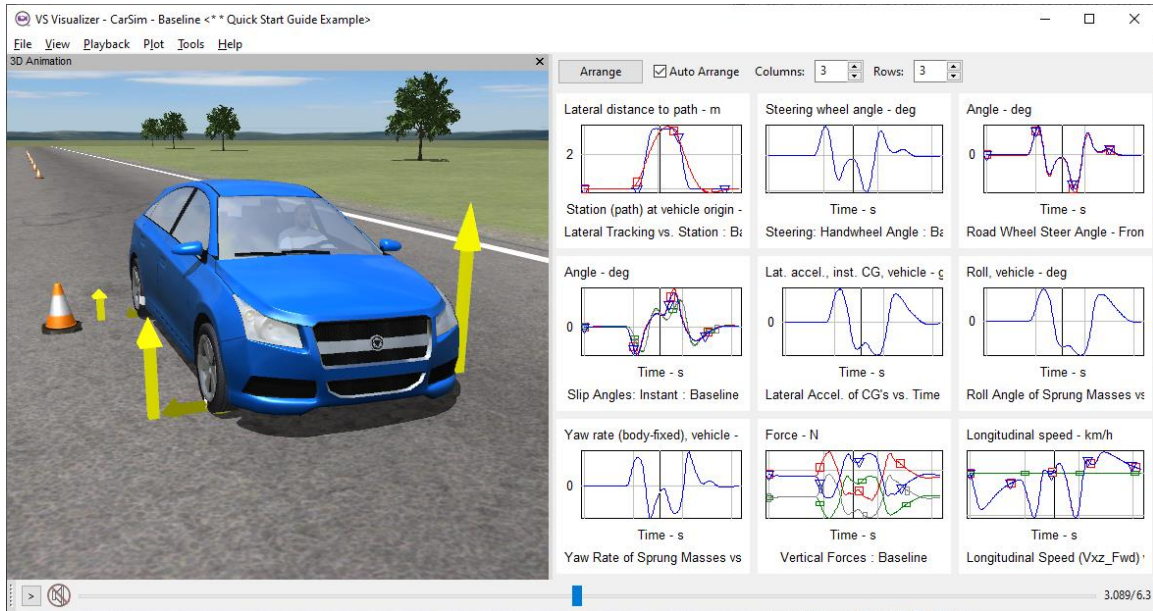 VS Visualizer - CarSim - Baseline <* * Quick Start Guide Example>
File View Playback Plot Tools Help
3D Animation
Arrange Auto Arrange Columns: 3 Rows: 3
Lateral distance to path - m
2
Station (path) at vehicle origin -
Lateral Tracking vs. Station : Ba
Steering wheel angle - deg
Time - s
Steering: Handwheel Angle : Ba
Angle - deg
0
Time - s
Road Wheel Steer Angle - Fron
Angle - deg
0
Time - s
Slip Angles: Instant : Baseline
Lat. accel., inst. CG, vehicle - g
0
Time - s
Lateral Accel. of CG's vs. Time
Roll, vehicle - deg
0
Time - s
Roll Angle of Sprung Masses vs
Yaw rate (body-fixed), vehicle -
0
Time - s
Yaw Rate of Sprung Masses vs
Force - N
Time - s
Vertical Forces : Baseline
Longitudinal speed - km/h
Time - s
Longitudinal Speed (Vxz_Fwd)
> 3.089/6.3